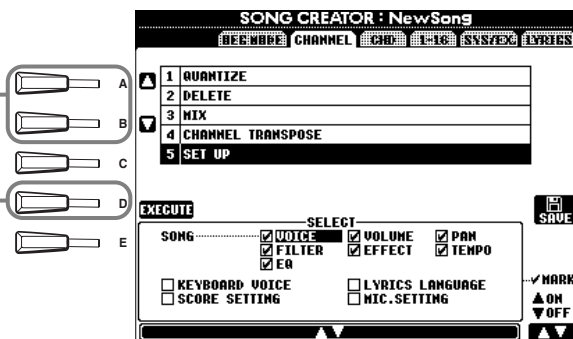 SONG CREATOR : NewSong
REC MODE CHANNEL CHD 1-16 SYS/EX. LYRICS
A
1 QUANTIZE
2 DELETE
B
3 MIX
4 CHANNEL TRANSPOSE
C
5 SET UP
D
EXECUTE
SAVE
SELECT
E
SONG VOICE VOLUME PAN
FILTER EFFECT TEMPO
EQ
KEYBOARD VOICE LYRICS LANGUAGE
MARK
SCORE SETTING MIC.SETTING
ON
OFF